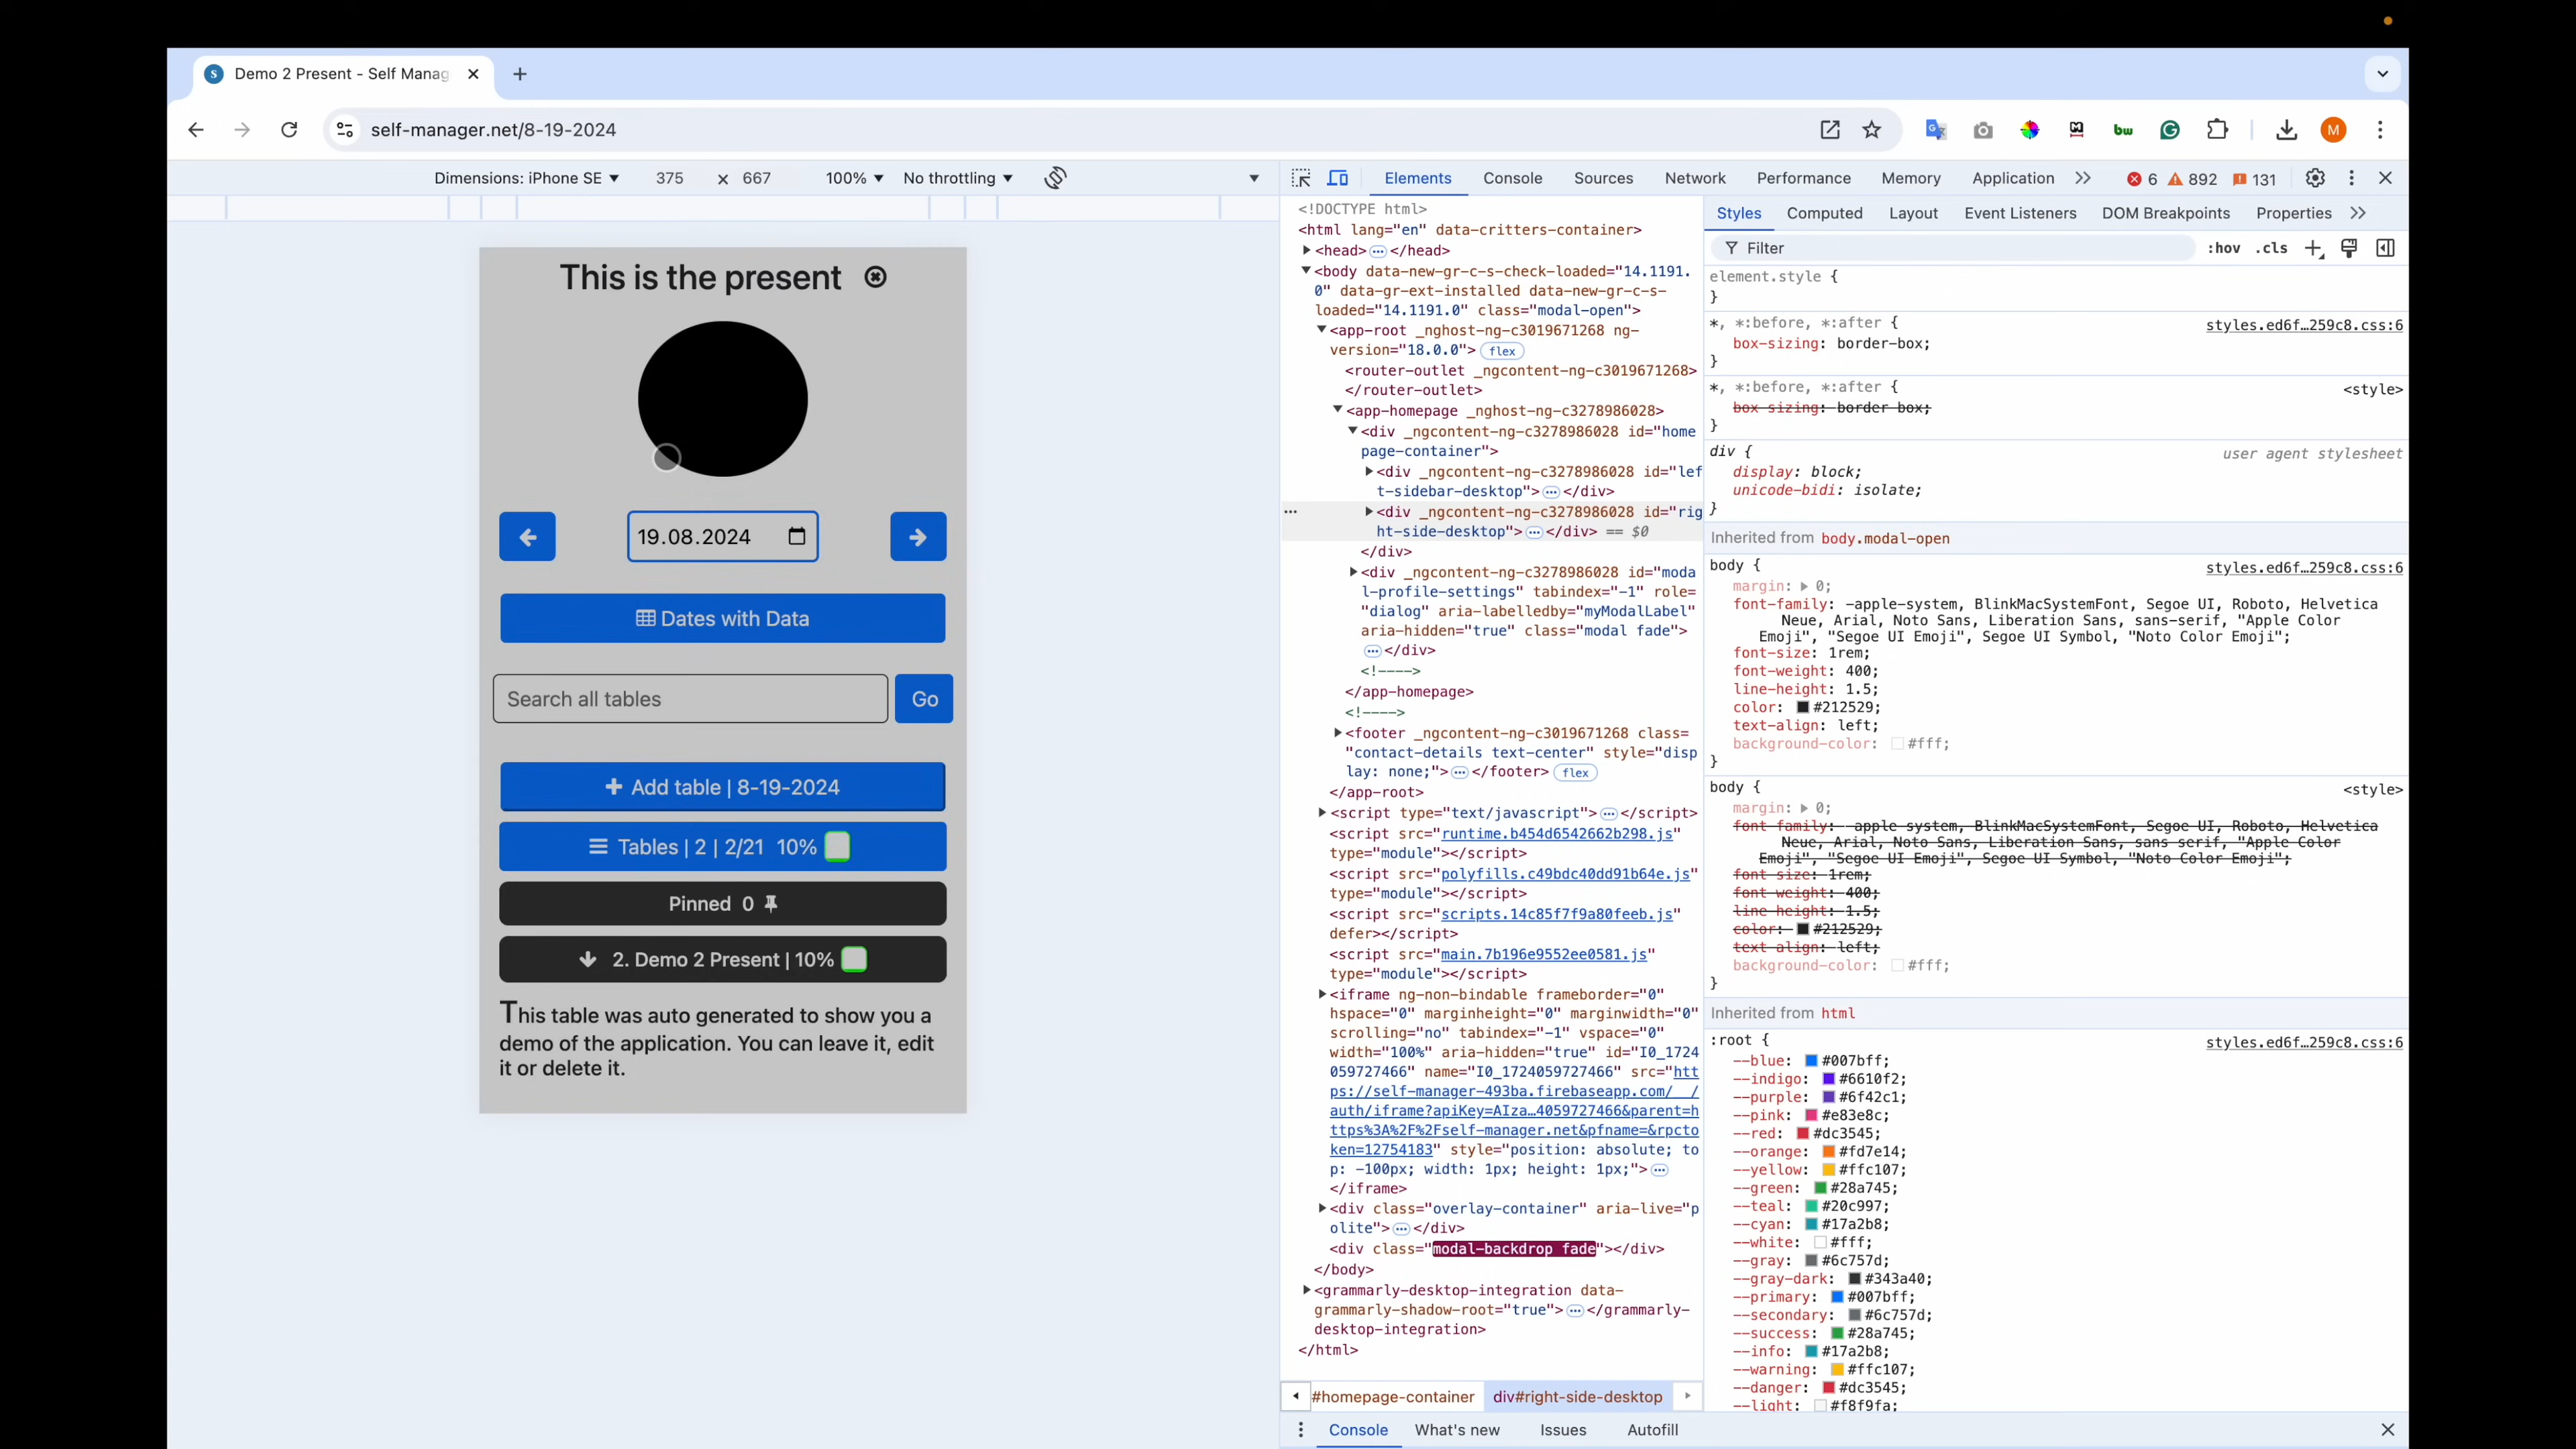 Demo 2 Present - Self Manag
self-manager.net/8-19-2024
M
Dimensions: iPhone SE 375 × 667 100% No throttling
This is the present
19.08.2024
Dates with Data
Search all tables Go
Add table | 8-19-2024
Tables | 2 | 2/21 10%
Pinned 0
2. Demo 2 Present | 10%
This table was auto generated to show you a
demo of the application. You can leave it, edit
it or delete it.
Elements Console Sources Network Performance Memory Application 6 892 131
<!DOCTYPE html>
<html lang="en" data-critters-container>
<head>…</head>
<body data-new-gr-c-s-check-loaded="14.1191.
0" data-gr-ext-installed data-new-gr-c-s-
loaded="14.1191.0" class="modal-open">
<app-root _nghost-ng-c3019671268 ng-
version="18.0.0"> flex
<router-outlet _ngcontent-ng-c3019671268>
</router-outlet>
<app-homepage _nghost-ng-c3278986028>
<div _ngcontent-ng-c3278986028 id="home
page-container">
<div _ngcontent-ng-c3278986028 id="lef
t-sidebar-desktop">…</div>
<div _ngcontent-ng-c3278986028 id="rig
ht-side-desktop">…</div> == $0
</div>
<div _ngcontent-ng-c3278986028 id="moda
l-profile-settings" tabindex="-1" role=
"dialog" aria-labelledby="myModalLabel"
aria-hidden="true" class="modal fade">
…</div>
<!---->
</app-homepage>
<!---->
<footer _ngcontent-ng-c3019671268 class=
"contact-details text-center" style="disp
lay: none;">…</footer> flex
</app-root>
<script type="text/javascript">…</script>
<script src="runtime.b454d6542662b298.js"
type="module"></script>
<script src="polyfills.c49bdc40dd91b64e.js"
type="module"></script>
<script src="scripts.14c85f7f9a80feeb.js"
defer></script>
<script src="main.7b196e9552ee0581.js"
type="module"></script>
<iframe ng-non-bindable frameborder="0"
hspace="0" marginheight="0" marginwidth="0"
scrolling="no" tabindex="-1" vspace="0"
width="100%" aria-hidden="true" id="I0_1724
059727466" name="I0_1724059727466" src="htt
ps://self-manager-493ba.firebaseapp.com/__/
auth/iframe?apiKey=AIza…4059727466&parent=h
ttps%3A%2F%2Fself-manager.net&pfname=&rpcto
ken=12754183" style="position: absolute; to
p: -100px; width: 1px; height: 1px;">…
</iframe>
<div class="overlay-container" aria-live="p
olite">…</div>
<div class="modal-backdrop fade"></div>
</body>
<grammarly-desktop-integration data-
grammarly-shadow-root="true">…</grammarly-
desktop-integration>
</html>
#homepage-container div#right-side-desktop
Styles Computed Layout Event Listeners DOM Breakpoints Properties
Filter :hov .cls
element.style {
}
*, *:before, *:after { styles.ed6f…259c8.css:6
box-sizing: border-box;
}
*, *:before, *:after { <style>
box-sizing: border-box;
}
div { user agent stylesheet
display: block;
unicode-bidi: isolate;
}
Inherited from body.modal-open
body { styles.ed6f…259c8.css:6
margin: 0;
font-family: -apple-system, BlinkMacSystemFont, Segoe UI, Roboto, Helvetica
Neue, Arial, Noto Sans, Liberation Sans, sans-serif, "Apple Color
Emoji", "Segoe UI Emoji", Segoe UI Symbol, "Noto Color Emoji";
font-size: 1rem;
font-weight: 400;
line-height: 1.5;
color: #212529;
text-align: left;
background-color: #fff;
}
body { <style>
margin: 0;
font-family: -apple-system, BlinkMacSystemFont, Segoe UI, Roboto, Helvetica
Neue, Arial, Noto Sans, Liberation Sans, sans-serif, "Apple Color
Emoji", "Segoe UI Emoji", Segoe UI Symbol, "Noto Color Emoji";
font-size: 1rem;
font-weight: 400;
line-height: 1.5;
color: #212529;
text-align: left;
background-color: #fff;
}
Inherited from html
:root { styles.ed6f…259c8.css:6
--blue: #007bff;
--indigo: #6610f2;
--purple: #6f42c1;
--pink: #e83e8c;
--red: #dc3545;
--orange: #fd7e14;
--yellow: #ffc107;
--green: #28a745;
--teal: #20c997;
--cyan: #17a2b8;
--white: #fff;
--gray: #6c757d;
--gray-dark: #343a40;
--primary: #007bff;
--secondary: #6c757d;
--success: #28a745;
--info: #17a2b8;
--warning: #ffc107;
--danger: #dc3545;
--light: #f8f9fa;
Console What's new Issues Autofill